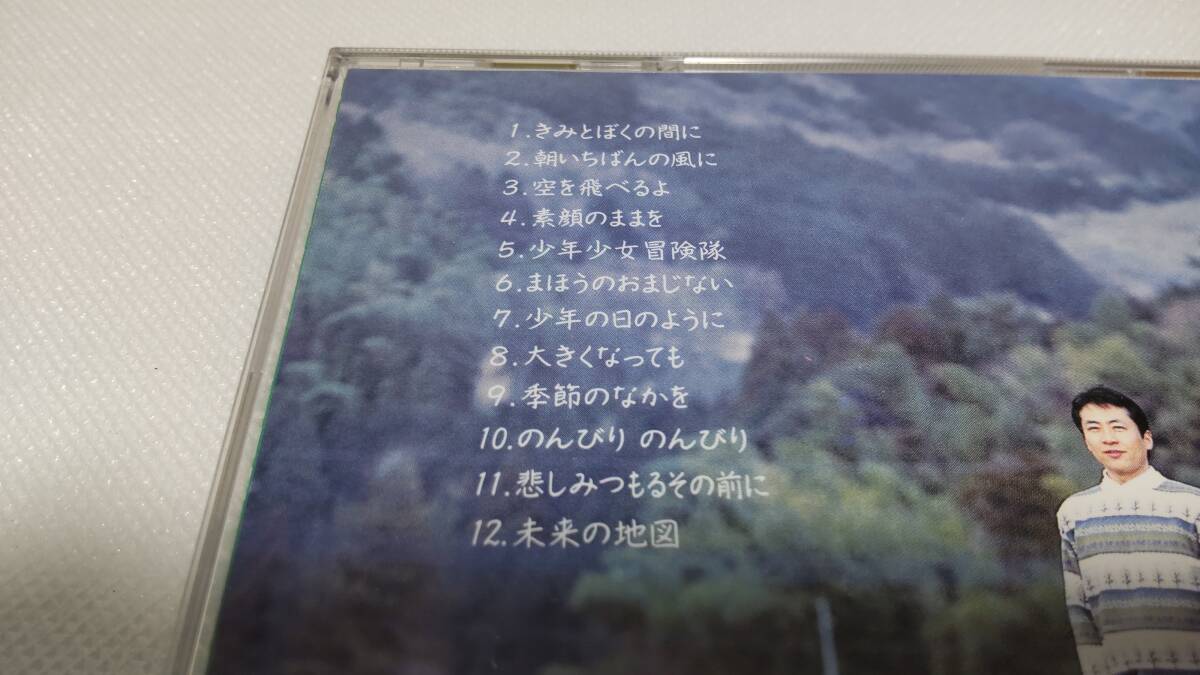 1.きみとぼくの間に
2.朝いちばんの風に
3.空を飛べるよ
4.素顔のままを
5.少年少女冒険隊
6.まほうのおまじない
7.少年の日のように
8.大きくなっても
9.季節のなかを
10.のんびり のんびり
11.悲しみつもるその前に
12.未来の地図